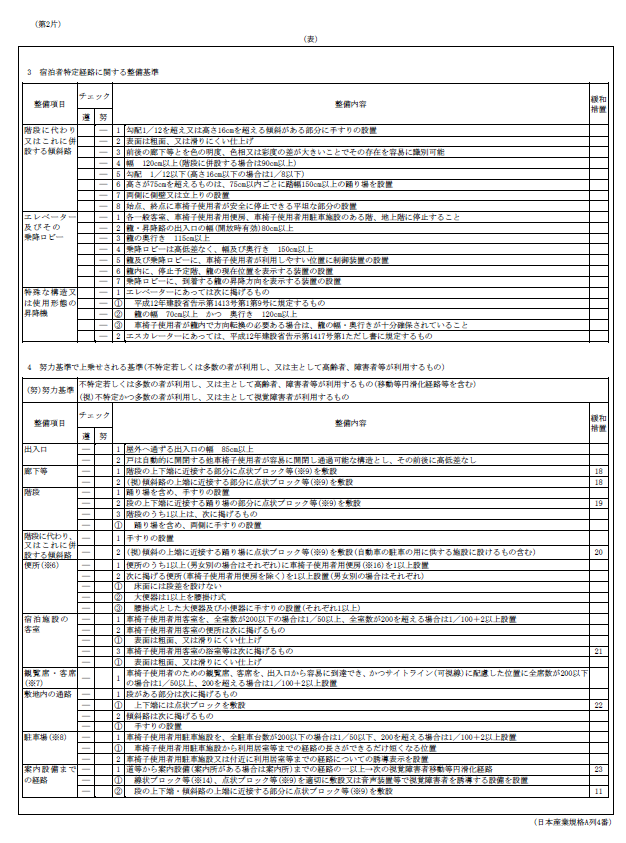 (第2片)
(表)
3 宿泊者特定経路に関する整備基準
整備項目 チェック 整備内容 緩和措置
遵 努
階段に代わり又はこれに併設する傾斜路 — 1 勾配1/12を超え又は高さ16cmを超える傾斜がある部分に手すりの設置
— 2 表面は粗面、又は滑りにくい仕上げ
— 3 前後の廊下等と色の明度、色相又は彩度の差が大きいことでその存在を容易に識別可能
— 4 幅 120cm以上(階段に併設する場合は90cm以上)
— 5 勾配 1/12以下(高さ16cm以下の場合は1/8以下)
— 6 高さが75cmを超えるものは、75cm以内ごとに踏幅150cm以上の踊り場を設置
— 7 両側に側壁又は立上りの設置
— 8 始点、終点に車椅子使用者が安全に停止できる平坦な部分の設置
エレベーター及びその乗降ロビー — 1 各一般客室、車椅子使用者用便房、車椅子使用者用駐車施設のある階、地上階に停止すること
— 2 籠・昇降路の出入口の幅(開放時有効)80cm以上
— 3 籠の奥行き 115cm以上
— 4 乗降ロビーは高低差なく、幅及び奥行き 150cm以上
— 5 籠及び乗降ロビーに、車椅子使用者が利用しやすい位置に制御装置の設置
— 6 籠内に、停止予定階、籠の現在位置を表示する装置の設置
— 7 乗降ロビーに、到着する籠の昇降方向を表示する装置の設置
特殊な構造又は使用形態の昇降機 — 1 エレベーターにあっては次に掲げるもの
— ① 平成12年建設省告示第1413号第1第9号に規定するもの
— ② 籠の幅 70cm以上 かつ 奥行き 120cm以上
— ③ 車椅子使用者が籠内で方向転換の必要ある場合は、籠の幅・奥行きが十分確保されていること
— 2 エスカレーターにあっては、平成12年建設省告示第1417号第1ただし書に規定するもの
4 努力基準で上乗せされる基準(不特定若しくは多数の者が利用し、又は主として高齢者、障害者等が利用するもの)
(努)努力基準 不特定若しくは多数の者が利用し、又は主として高齢者、障害者等が利用するもの(移動等円滑化経路等を含む)
(視)不特定かつ多数の者が利用し、又は主として視覚障害者が利用するもの
整備項目 チェック 整備内容 緩和措置
遵 努
出入口 — 1 屋外へ通ずる出入口の幅 85cm以上
— 2 戸は自動的に開閉する他車椅子使用者が容易に開閉し通過可能な構造とし、その前後に高低差なし
廊下等 — 1 階段の上下端に近接する部分に点状ブロック等(※9)を敷設 18
— 2 (視)傾斜路の上端に近接する部分に点状ブロック等(※9)を敷設 18
階段 — 1 踊り場を含め、手すりの設置
— 2 段の上下端に近接する踊り場の部分に点状ブロック等(※9)を敷設 19
— 3 階段のうち1以上は、次に掲げるもの
— ① 踊り場を含め、両側に手すりの設置
階段に代わり、又はこれに併設する傾斜路 — 1 手すりの設置
— 2 (視)傾斜の上端に近接する踊り場に点状ブロック等(※9)を敷設(自動車の駐車の用に供する施設に設けるもの含む) 20
便所(※6) — 1 便所のうち1以上(男女別の場合はそれぞれ)に車椅子使用者用便房(※16)を1以上設置
— 2 次に掲げる便所(車椅子使用者用便房を除く)を1以上設置(男女別の場合はそれぞれ)
— ① 床面には段差を設けない
— ② 大便器は1以上を腰掛け式
— ③ 腰掛式とした大便器及び小便器に手すりの設置(それぞれ1以上)
宿泊施設の客室 — 1 車椅子使用者用客室を、全客室数が200以下の場合は1/50以上、全室数が200を超える場合は1/100+2以上設置
— 2 車椅子使用者用客室の便所は次に掲げるもの
— ① 表面は粗面、又は滑りにくい仕上げ
— 3 車椅子使用者用客室の浴室等は次に掲げるもの 21
— ① 表面は粗面、又は滑りにくい仕上げ
観覧席・客席(※7) — 1 車椅子使用者のための観覧席、客席を、出入口から容易に到達でき、かつサイトライン(可視線)に配慮した位置に全席数が200以下の場合は1/50以上、200を超える場合は1/100+2以上設置
敷地内の通路 — 1 段がある部分は次に掲げるもの
— ① 上下端には点状ブロックを敷設 22
— 2 傾斜路は次に掲げるもの
— ① 手すりの設置
駐車場(※8) — 1 車椅子使用者用駐車施設を、全駐車台数が200以下の場合は1/50以下、200を超える場合は1/100+2以上設置
— ① 車椅子使用者用駐車施設から利用居室等までの経路の長さができるだけ短くなる位置
— 2 車椅子使用者用駐車施設又は付近に利用居室等までの経路についての誘導表示を設置
案内設備までの経路 — 1 道等から案内設備(案内所がある場合は案内所)までの経路の一以上→次の視覚障害者移動等円滑化経路 23
— ① 線状ブロック等(※14)、点状ブロック等(※9)を適切に敷設又は音声装置等で視覚障害者を誘導する設備を設置
— ② 段の上下端・傾斜路の上端に近接する部分に点状ブロック等(※9)を敷設 11
(日本産業規格A列4番)